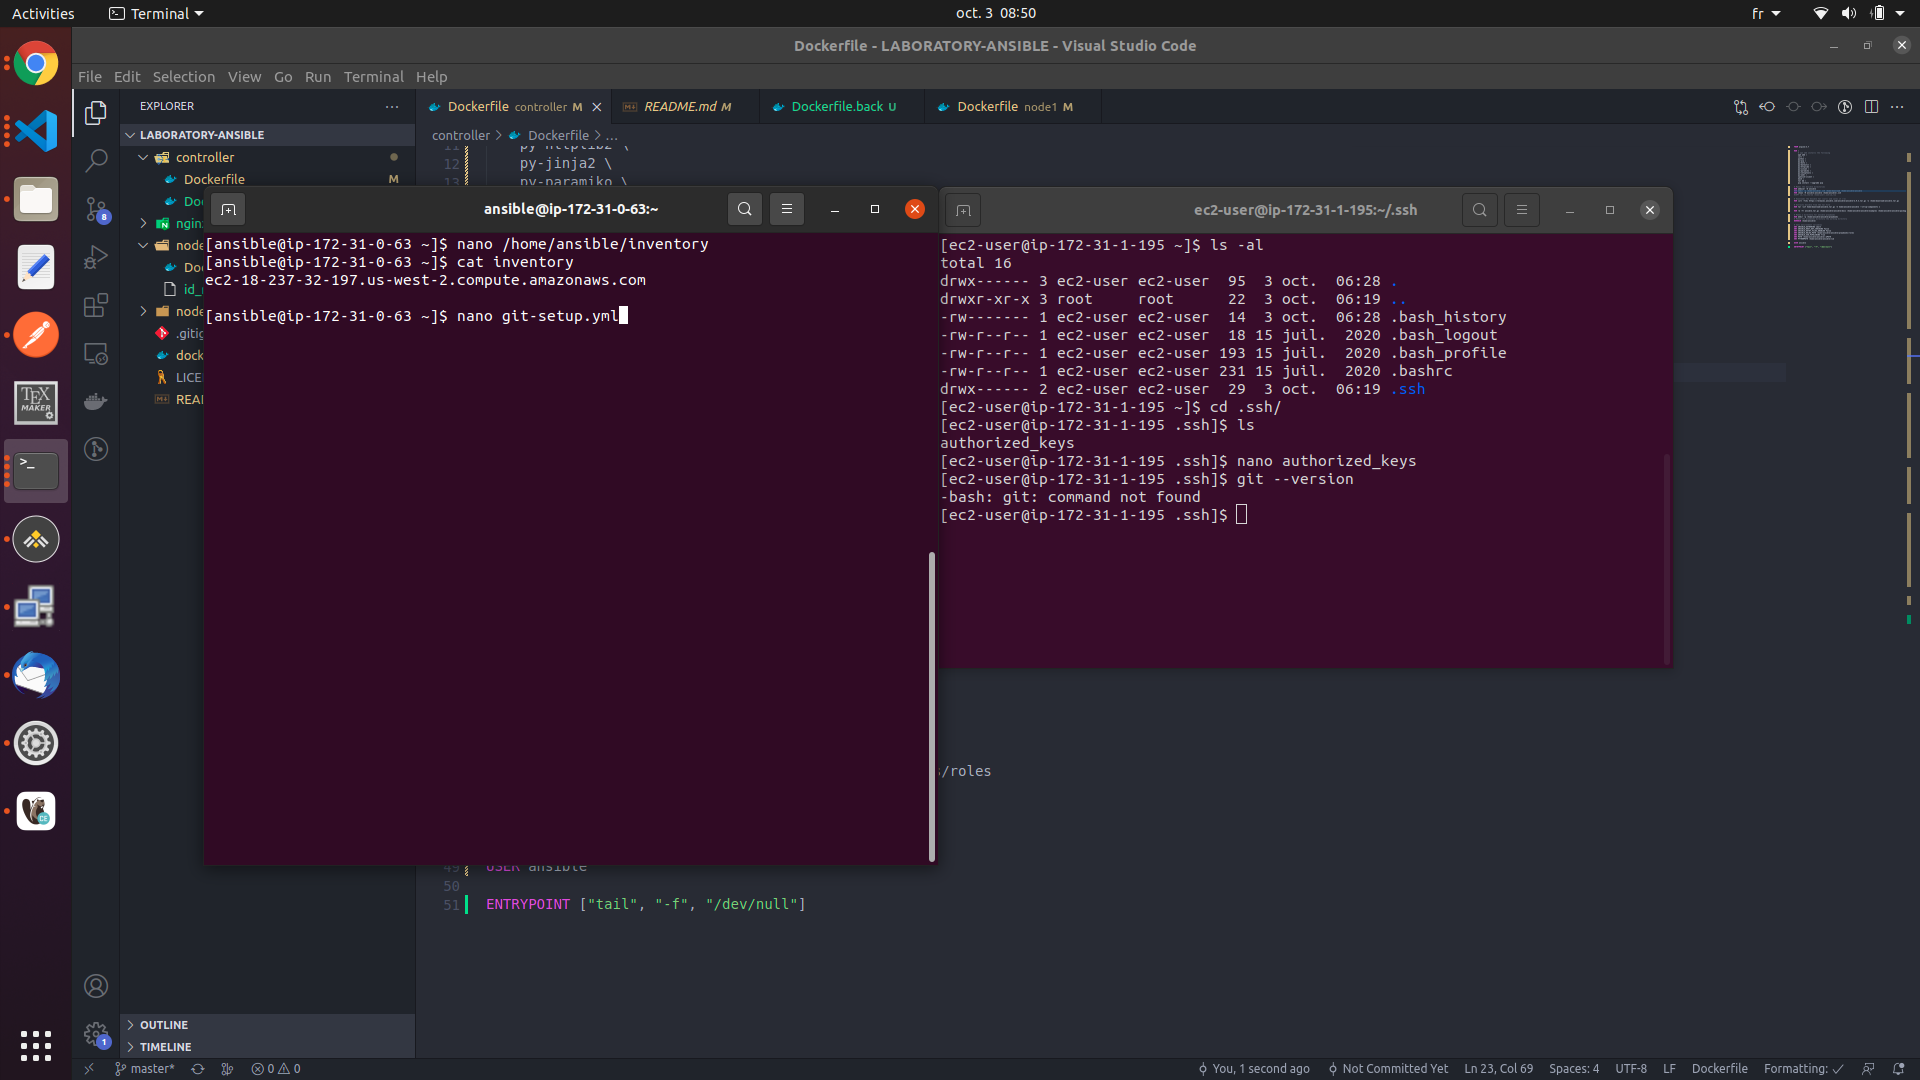 Activities
Terminal
oct. 3 08:50
fr
Dockerfile - LABORATORY-ANSIBLE - Visual Studio Code
File Edit Selection View Go Run Terminal Help
EXPLORER
Dockerfile controller M
README.md M
Dockerfile.back U
Dockerfile node1 M
LABORATORY-ANSIBLE
controller > Dockerfile > ...
controller
Dockerfile M
nginx
.gitig
dock
LICE
REA
8
11 py-httplib2 \
12 py-jinja2 \
13 py-paramiko \
ansible@ip-172-31-0-63:~
[ansible@ip-172-31-0-63 ~]$ nano /home/ansible/inventory
[ansible@ip-172-31-0-63 ~]$ cat inventory
ec2-18-237-32-197.us-west-2.compute.amazonaws.com
[ansible@ip-172-31-0-63 ~]$ nano git-setup.yml
ec2-user@ip-172-31-1-195:~/.ssh
[ec2-user@ip-172-31-1-195 ~]$ ls -al
total 16
drwx------ 3 ec2-user ec2-user  95  3 oct.  06:28 .
drwxr-xr-x 3 root     root      22  3 oct.  06:19 ..
-rw------- 1 ec2-user ec2-user  14  3 oct.  06:28 .bash_history
-rw-r--r-- 1 ec2-user ec2-user  18 15 juil.  2020 .bash_logout
-rw-r--r-- 1 ec2-user ec2-user 193 15 juil.  2020 .bash_profile
-rw-r--r-- 1 ec2-user ec2-user 231 15 juil.  2020 .bashrc
drwx------ 2 ec2-user ec2-user  29  3 oct.  06:19 .ssh
[ec2-user@ip-172-31-1-195 ~]$ cd .ssh/
[ec2-user@ip-172-31-1-195 .ssh]$ ls
authorized_keys
[ec2-user@ip-172-31-1-195 .ssh]$ nano authorized_keys
[ec2-user@ip-172-31-1-195 .ssh]$ git --version
-bash: git: command not found
[ec2-user@ip-172-31-1-195 .ssh]$
/roles
49 USER ansible
50
51 ENTRYPOINT ["tail", "-f", "/dev/null"]
OUTLINE
TIMELINE
1
master* 0 0
You, 1 second ago Not Committed Yet Ln 23, Col 69 Spaces: 4 UTF-8 LF Dockerfile Formatting: ✓
TEX MAKER
CE